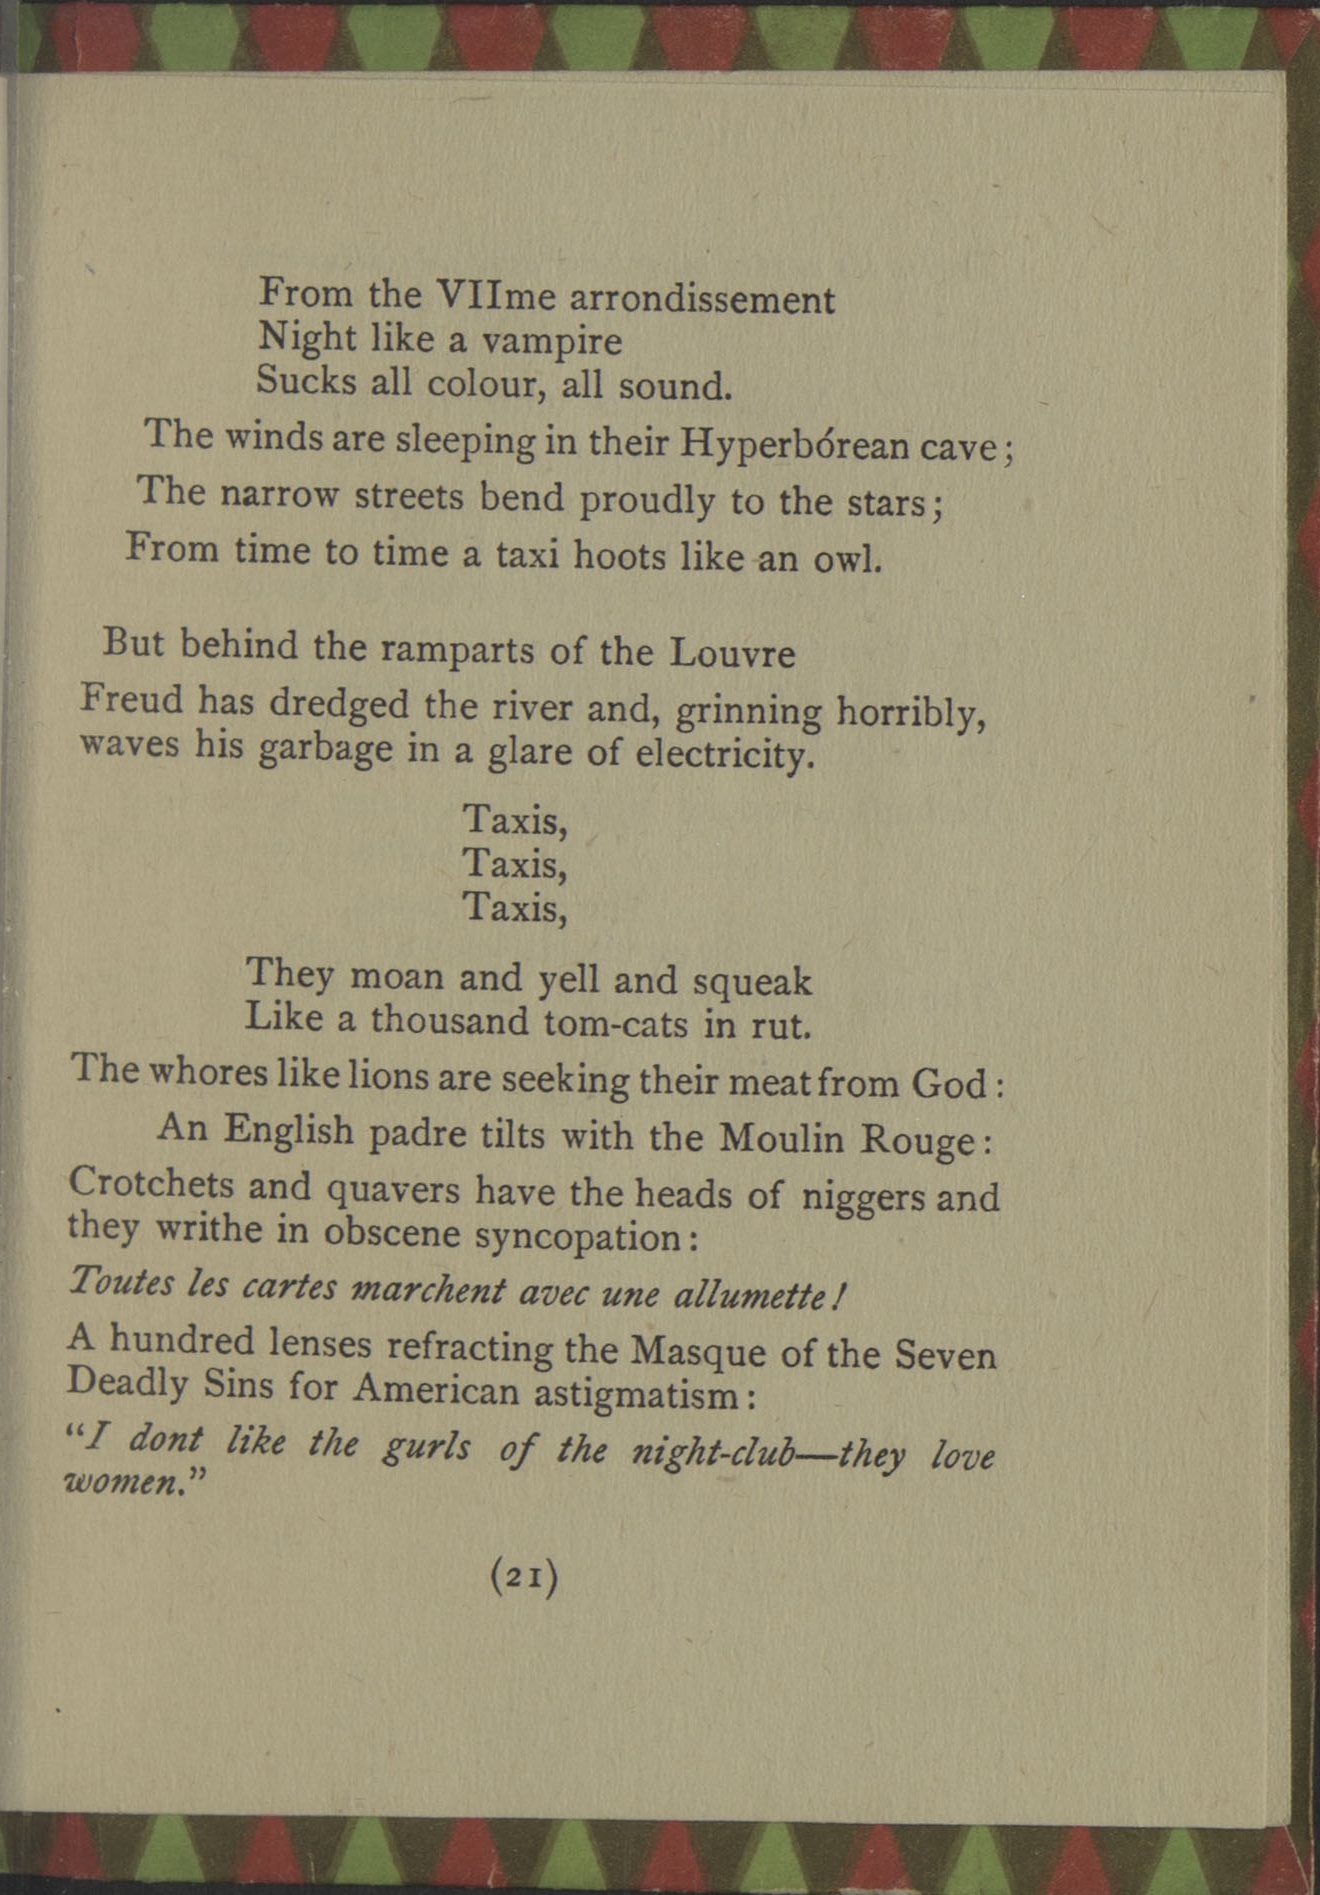 From the VIIme arrondissement
Night like a vampire
Sucks all colour, all sound.
The winds are sleeping in their Hyperbórean cave;
The narrow streets bend proudly to the stars;
From time to time a taxi hoots like an owl.
But behind the ramparts of the Louvre
Freud has dredged the river and, grinning horribly,
waves his garbage in a glare of electricity.
Taxis,
Taxis,
Taxis,
They moan and yell and squeak
Like a thousand tom-cats in rut.
The whores like lions are seeking their meat from God:
An English padre tilts with the Moulin Rouge:
Crotchets and quavers have the heads of niggers and
they writhe in obscene syncopation:
Toutes les cartes marchent avec une allumette!
A hundred lenses refracting the Masque of the Seven
Deadly Sins for American astigmatism:
"I dont like the gurls of the night-club—they love
women."
(21)